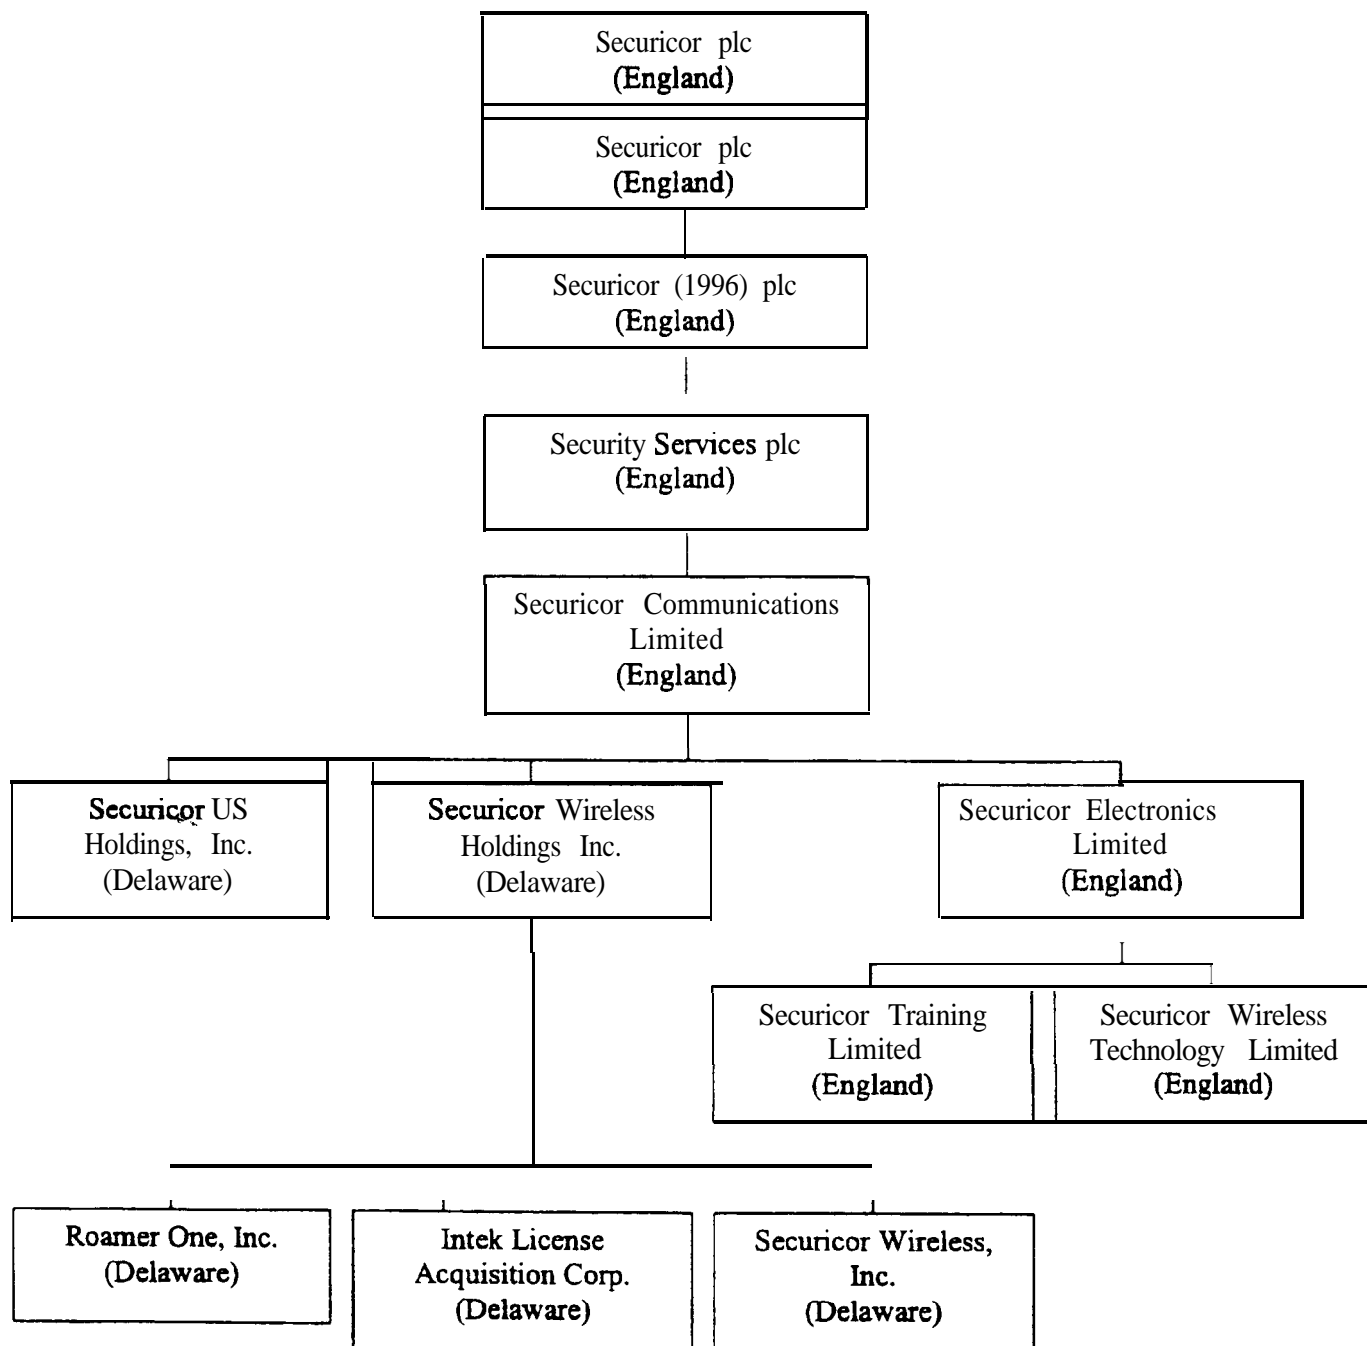 Securicor plc
(England)
Securicor plc
(England)
Securicor (1996) plc
(England)
Security Services plc
(England)
Securicor Communications
Limited
(England)
Securicor US
Holdings, Inc.
(Delaware)
Securicor Wireless
Holdings Inc.
(Delaware)
Securicor Electronics
Limited
(England)
Securicor Training
Limited
(England)
Securicor Wireless
Technology Limited
(England)
Roamer One, Inc.
(Delaware)
Intek License
Acquisition Corp.
(Delaware)
Securicor Wireless,
Inc.
(Delaware)